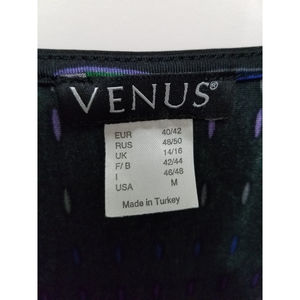 VENUS®
EUR 40/42
RUS 48/50
UK 14/16
F/B 42/44
I 46/48
USA M
Made in Turkey